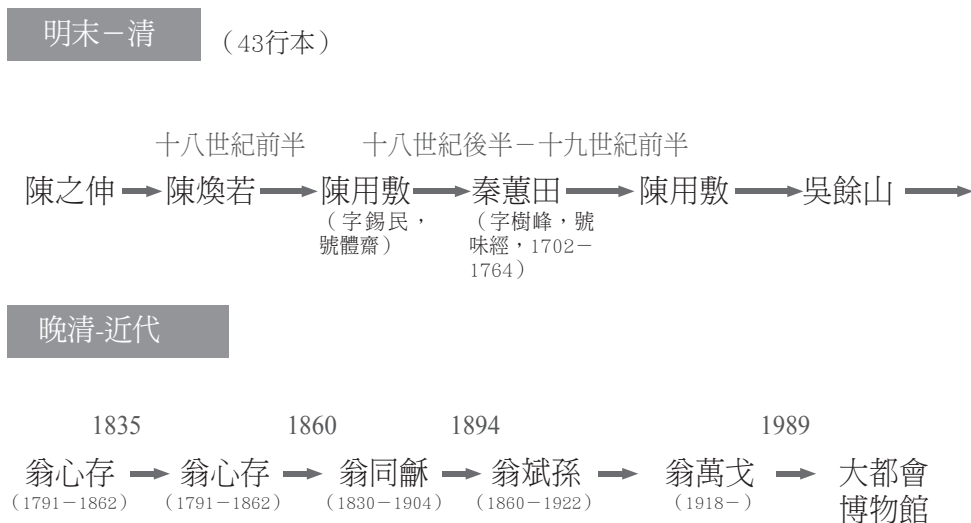 明末－清 （43行本）
十八世紀前半 十八世紀後半－十九世紀前半
陳之伸 陳煥若 陳用敷 秦蕙田 陳用敷 吳餘山
（字錫民，
號體齋）
（字樹峰，號
味經，1702－
1764）
晚清-近代
1835 1860 1894 1989
翁心存 翁心存 翁同龢 翁斌孫 翁萬戈 大都會
博物館
（1791－1862） （1791－1862） （1830－1904） （1860－1922） （1918－）